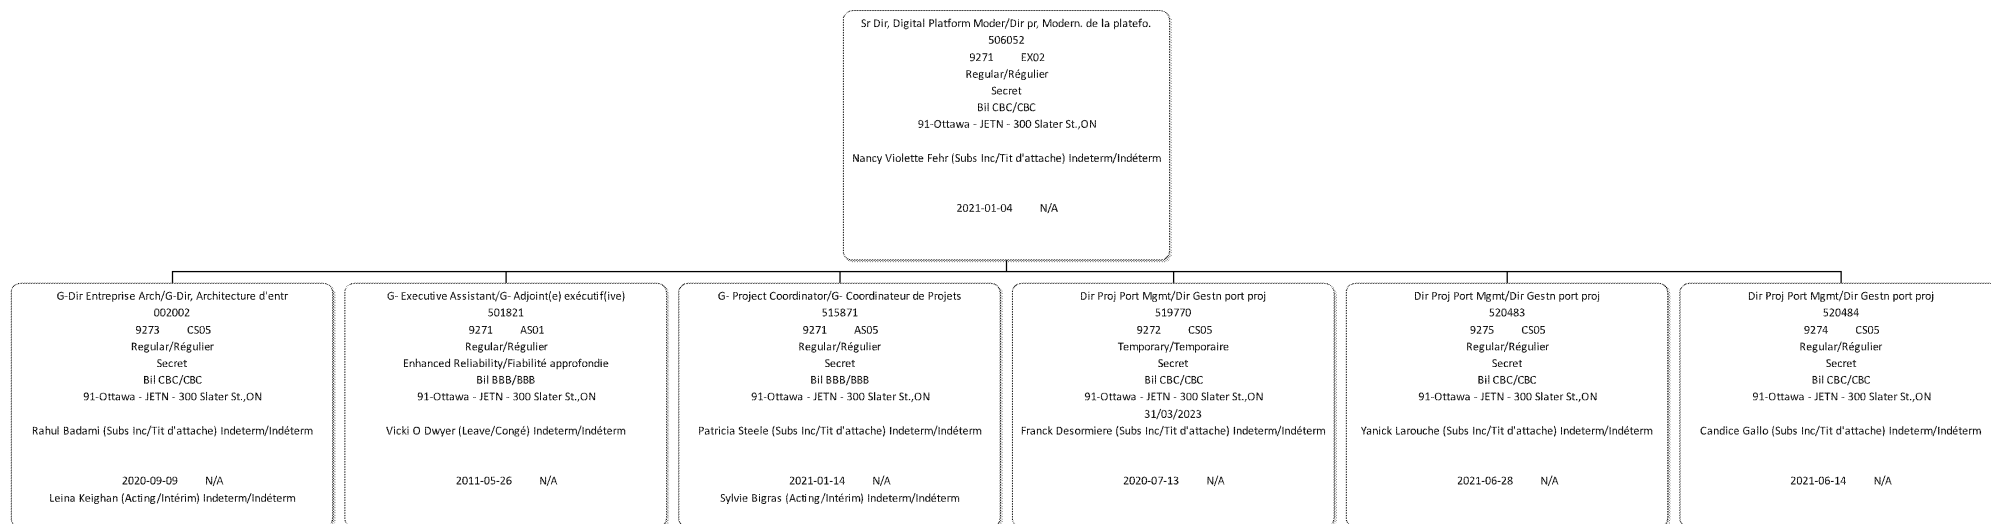 Sr Dir, Digital Platform Moder/Dir pr, Modern. de la platefo.
506052
9271 EX02
Regular/Régulier
Secret
Bil CBC/CBC
91-Ottawa - JETN - 300 Slater St.,ON
Nancy Violette Fehr (Subs Inc/Tit d'attache) Indeterm/Indéterm
2021-01-04 N/A
G-Dir Entreprise Arch/G-Dir, Architecture d'entr
002002
9273 CS05
Regular/Régulier
Secret
Bil CBC/CBC
91-Ottawa - JETN - 300 Slater St.,ON
Rahul Badami (Subs Inc/Tit d'attache) Indeterm/Indéterm
2020-09-09 N/A
Leina Keighan (Acting/Intérim) Indeterm/Indéterm
G- Executive Assistant/G- Adjoint(e) exécutif(ive)
501821
9271 AS01
Regular/Régulier
Enhanced Reliability/Fiabilité approfondie
Bil BBB/BBB
91-Ottawa - JETN - 300 Slater St.,ON
Vicki O Dwyer (Leave/Congé) Indeterm/Indéterm
2011-05-26 N/A
G- Project Coordinator/G- Coordinateur de Projets
515871
9271 AS05
Regular/Régulier
Secret
Bil BBB/BBB
91-Ottawa - JETN - 300 Slater St.,ON
Patricia Steele (Subs Inc/Tit d'attache) Indeterm/Indéterm
2021-01-14 N/A
Sylvie Bigras (Acting/Intérim) Indeterm/Indéterm
Dir Proj Port Mgmt/Dir Gestn port proj
519770
9272 CS05
Temporary/Temporaire
Secret
Bil CBC/CBC
91-Ottawa - JETN - 300 Slater St.,ON
31/03/2023
Franck Desormiere (Subs Inc/Tit d'attache) Indeterm/Indéterm
2020-07-13 N/A
Dir Proj Port Mgmt/Dir Gestn port proj
520483
9275 CS05
Regular/Régulier
Secret
Bil CBC/CBC
91-Ottawa - JETN - 300 Slater St.,ON
Yanick Larouche (Subs Inc/Tit d'attache) Indeterm/Indéterm
2021-06-28 N/A
Dir Proj Port Mgmt/Dir Gestn port proj
520484
9274 CS05
Regular/Régulier
Secret
Bil CBC/CBC
91-Ottawa - JETN - 300 Slater St.,ON
Candice Gallo (Subs Inc/Tit d'attache) Indeterm/Indéterm
2021-06-14 N/A